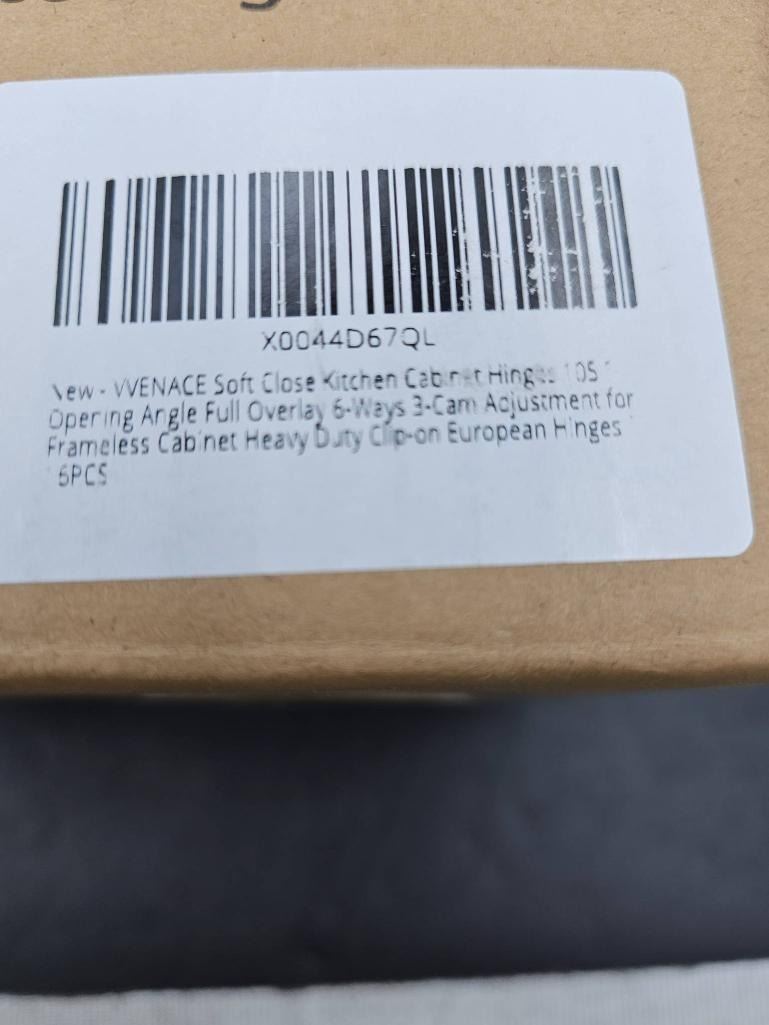 X0044D67QL
New - VVENACE Soft Close Kitchen Cabinet Hinges 105°
Opening Angle Full Overlay 6-Ways 3-Cam Adjustment for
Frameless Cabinet Heavy Duty Clip-on European Hinges